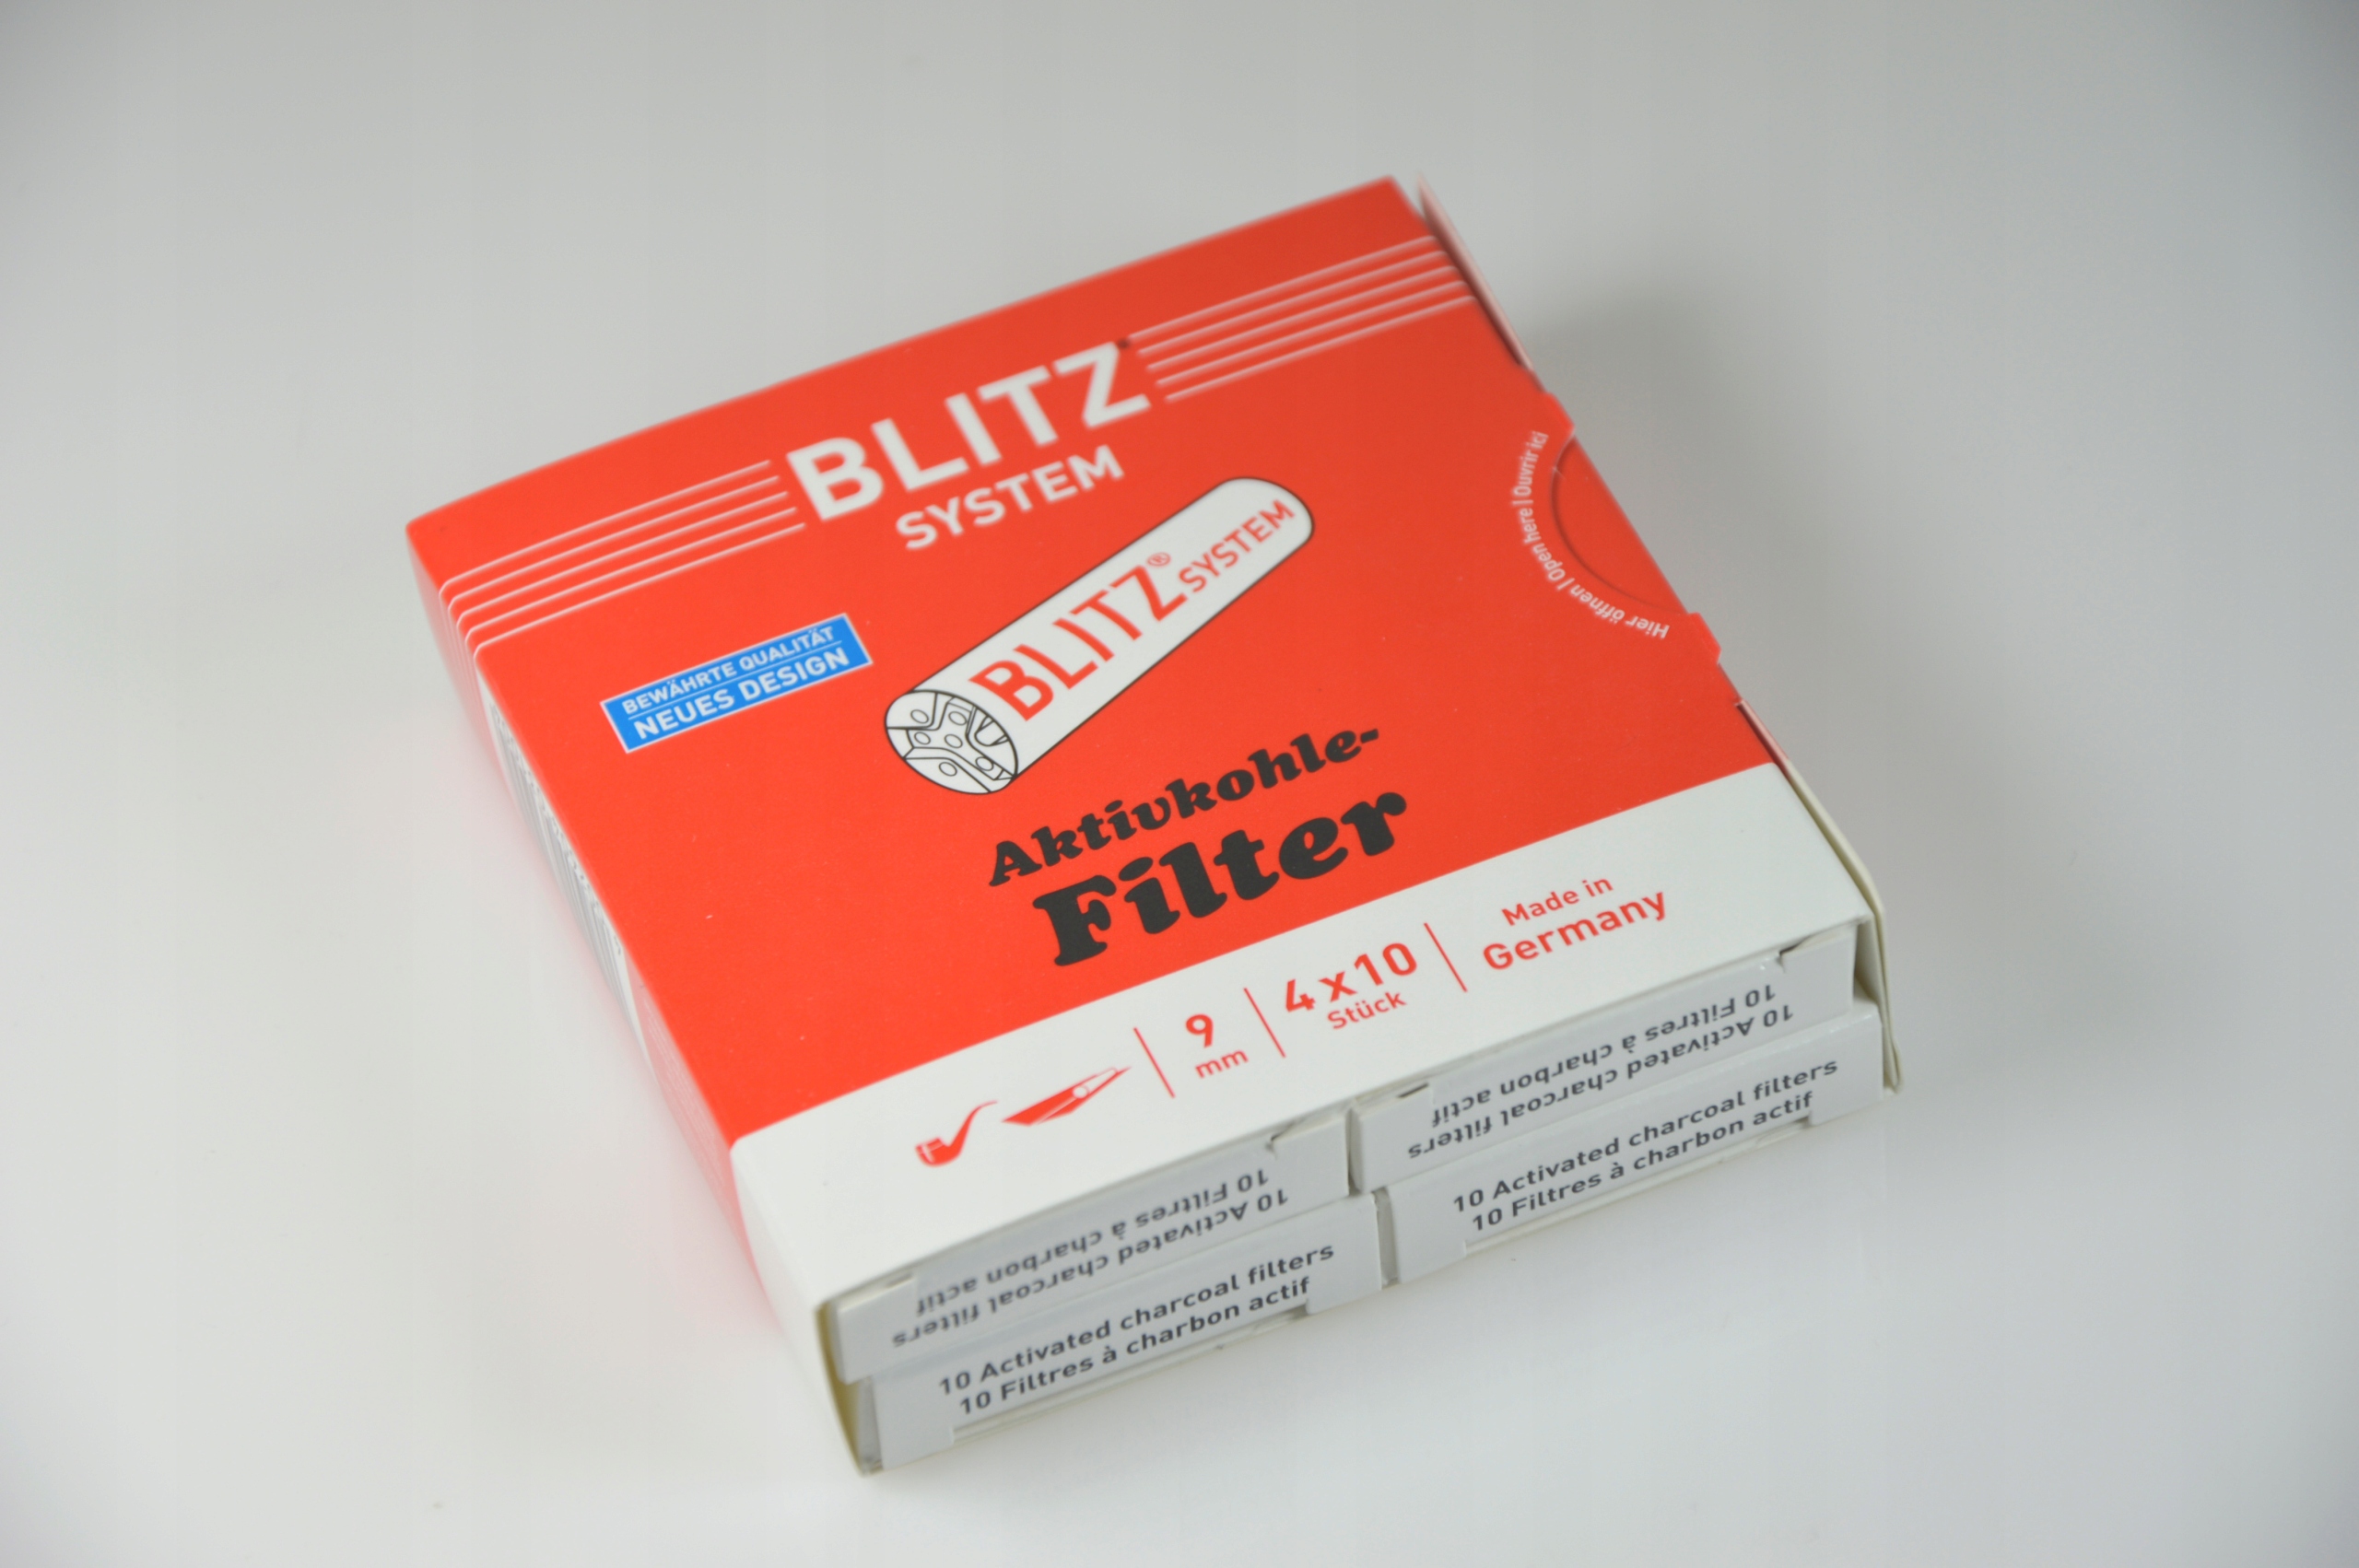 BLITZ
SYSTEM
BLITZ® SYSTEM
Hier öffnen | Open here | Ouvrir ici
BEWÄHRTE QUALITÄT
NEUES DESIGN
Aktivkohle-
Filter
9
mm
4 x 10
Stück
Made in
Germany
10 Activated charcoal filters
10 Filtres à charbon actif
10 Activated charcoal filters
10 Filtres à charbon actif
10 Activated charcoal filters
10 Filtres à charbon actif
10 Activated charcoal filters
10 Filtres à charbon actif